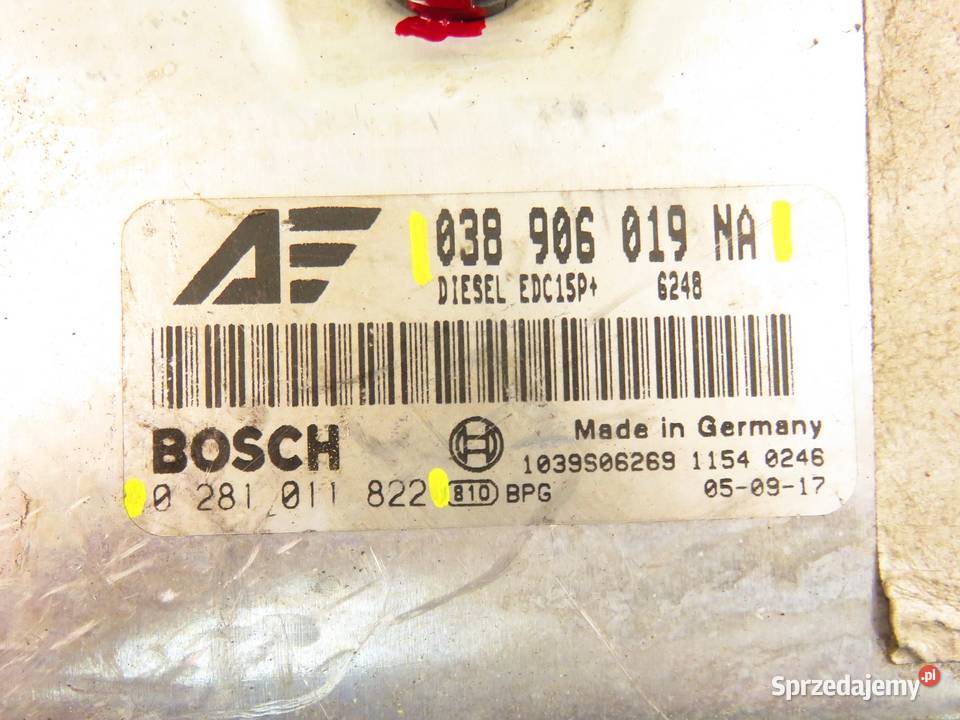 AF
038 906 019 NA
DIESEL EDC15P+ 6248
BOSCH
Made in Germany
1039S06269 1154 0246
0 281 011 822 810 BPG 05-09-17
Sprzedajemy.pl